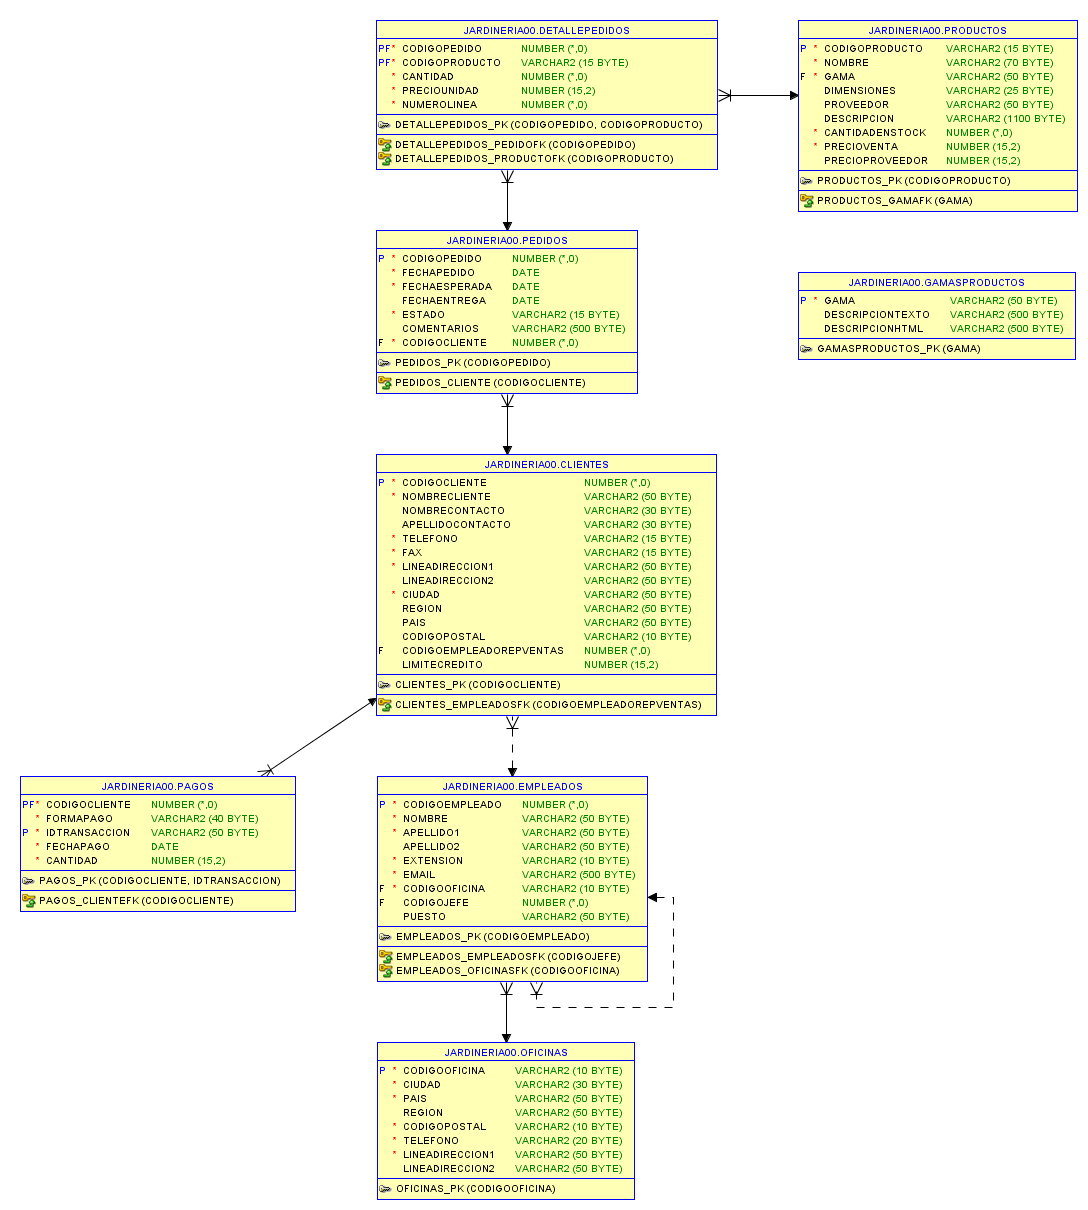 JARDINERIA00.DETALLEPEDIDOS
PF* CODIGOPEDIDO NUMBER (*,0)
PF* CODIGOPRODUCTO VARCHAR2 (15 BYTE)
* CANTIDAD NUMBER (*,0)
* PRECIOUNIDAD NUMBER (15,2)
* NUMEROLINEA NUMBER (*,0)
DETALLEPEDIDOS_PK (CODIGOPEDIDO, CODIGOPRODUCTO)
DETALLEPEDIDOS_PEDIDOFK (CODIGOPEDIDO)
DETALLEPEDIDOS_PRODUCTOFK (CODIGOPRODUCTO)
JARDINERIA00.PRODUCTOS
P * CODIGOPRODUCTO VARCHAR2 (15 BYTE)
* NOMBRE VARCHAR2 (70 BYTE)
F * GAMA VARCHAR2 (50 BYTE)
DIMENSIONES VARCHAR2 (25 BYTE)
PROVEEDOR VARCHAR2 (50 BYTE)
DESCRIPCION VARCHAR2 (1100 BYTE)
* CANTIDADENSTOCK NUMBER (*,0)
* PRECIOVENTA NUMBER (15,2)
PRECIOPROVEEDOR NUMBER (15,2)
PRODUCTOS_PK (CODIGOPRODUCTO)
PRODUCTOS_GAMAFK (GAMA)
JARDINERIA00.PEDIDOS
P * CODIGOPEDIDO NUMBER (*,0)
* FECHAPEDIDO DATE
* FECHAESPERADA DATE
FECHAENTREGA DATE
* ESTADO VARCHAR2 (15 BYTE)
COMENTARIOS VARCHAR2 (500 BYTE)
F * CODIGOCLIENTE NUMBER (*,0)
PEDIDOS_PK (CODIGOPEDIDO)
PEDIDOS_CLIENTE (CODIGOCLIENTE)
JARDINERIA00.GAMASPRODUCTOS
P * GAMA VARCHAR2 (50 BYTE)
DESCRIPCIONTEXTO VARCHAR2 (500 BYTE)
DESCRIPCIONHTML VARCHAR2 (500 BYTE)
GAMASPRODUCTOS_PK (GAMA)
JARDINERIA00.CLIENTES
P * CODIGOCLIENTE NUMBER (*,0)
* NOMBRECLIENTE VARCHAR2 (50 BYTE)
NOMBRECONTACTO VARCHAR2 (30 BYTE)
APELLIDOCONTACTO VARCHAR2 (30 BYTE)
* TELEFONO VARCHAR2 (15 BYTE)
* FAX VARCHAR2 (15 BYTE)
* LINEADIRECCION1 VARCHAR2 (50 BYTE)
LINEADIRECCION2 VARCHAR2 (50 BYTE)
* CIUDAD VARCHAR2 (50 BYTE)
REGION VARCHAR2 (50 BYTE)
PAIS VARCHAR2 (50 BYTE)
CODIGOPOSTAL VARCHAR2 (10 BYTE)
F CODIGOEMPLEADOREPVENTAS NUMBER (*,0)
LIMITECREDITO NUMBER (15,2)
CLIENTES_PK (CODIGOCLIENTE)
CLIENTES_EMPLEADOSFK (CODIGOEMPLEADOREPVENTAS)
JARDINERIA00.PAGOS
PF* CODIGOCLIENTE NUMBER (*,0)
* FORMAPAGO VARCHAR2 (40 BYTE)
P * IDTRANSACCION VARCHAR2 (50 BYTE)
* FECHAPAGO DATE
* CANTIDAD NUMBER (15,2)
PAGOS_PK (CODIGOCLIENTE, IDTRANSACCION)
PAGOS_CLIENTEFK (CODIGOCLIENTE)
JARDINERIA00.EMPLEADOS
P * CODIGOEMPLEADO NUMBER (*,0)
* NOMBRE VARCHAR2 (50 BYTE)
* APELLIDO1 VARCHAR2 (50 BYTE)
APELLIDO2 VARCHAR2 (50 BYTE)
* EXTENSION VARCHAR2 (10 BYTE)
* EMAIL VARCHAR2 (500 BYTE)
F * CODIGOOFICINA VARCHAR2 (10 BYTE)
F CODIGOJEFE NUMBER (*,0)
PUESTO VARCHAR2 (50 BYTE)
EMPLEADOS_PK (CODIGOEMPLEADO)
EMPLEADOS_EMPLEADOSFK (CODIGOJEFE)
EMPLEADOS_OFICINASFK (CODIGOOFICINA)
JARDINERIA00.OFICINAS
P * CODIGOOFICINA VARCHAR2 (10 BYTE)
* CIUDAD VARCHAR2 (30 BYTE)
* PAIS VARCHAR2 (50 BYTE)
REGION VARCHAR2 (50 BYTE)
* CODIGOPOSTAL VARCHAR2 (10 BYTE)
* TELEFONO VARCHAR2 (20 BYTE)
* LINEADIRECCION1 VARCHAR2 (50 BYTE)
LINEADIRECCION2 VARCHAR2 (50 BYTE)
OFICINAS_PK (CODIGOOFICINA)